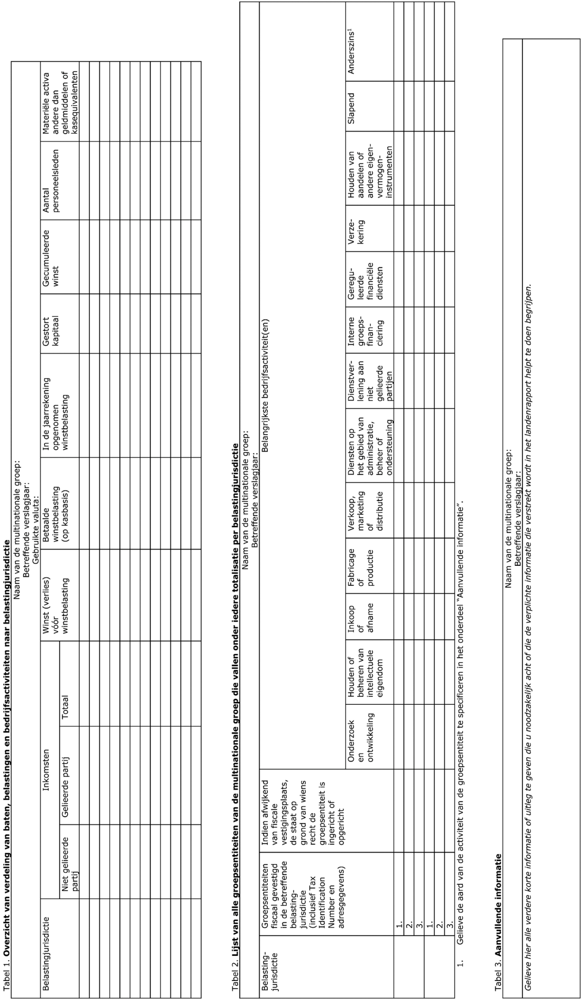 Tabel 1. Overzicht van verdeling van baten, belastingen en bedrijfsactiviteiten naar belastingjurisdictie
Naam van de multinationale groep:
Betreffende verslagjaar:
Gebruikte valuta:
Belastingjurisdictie
Inkomsten
Niet gelieerde
partij
Gelieerde partij
Totaal
Winst (verlies)
vóór
winstbelasting
Betaalde
winstbelasting
(op kasbasis)
In de jaarrekening
opgenomen
winstbelasting
Gestort
kapitaal
Gecumuleerde
winst
Aantal
personeelsleden
Materiële activa
andere dan
geldmiddelen of
kasequivalenten
Tabel 2. Lijst van alle groepsentiteiten van de multinationale groep die vallen onder iedere totalisatie per belastingjurisdictie
Naam van de multinationale groep:
Betreffende verslagjaar:
Belasting-
jurisdictie
Groepsentiteiten
fiscaal gevestigd
in de betreffende
belasting-
jurisdictie
(inclusief Tax
Identification
Number en
adresgegevens)
Indien afwijkend
van fiscale
vestigingsplaats,
de staat op
grond van wiens
recht de
groepsentiteit is
ingericht of
opgericht
Belangrijkste bedrijfsactiviteit(en)
Onderzoek
en
ontwikkeling
Houden of
beheren van
intellectuele
eigendom
Inkoop
of
afname
Fabricage
of
productie
Verkoop,
marketing
of
distributie
Diensten op
het gebied van
administratie,
beheer of
ondersteuning
Dienstver-
lening aan
niet
gelieerde
partijen
Interne
groeps-
finan-
ciering
Geregu-
leerde
financiële
diensten
Verze-
kering
Houden van
aandelen of
andere eigen-
vermogen-
instrumenten
Slapend
Anderszins¹
1.
2.
3.
1.
2.
3.
1. Gelieve de aard van de activiteit van de groepsentiteit te specificeren in het onderdeel “Aanvullende informatie”.
Tabel 3. Aanvullende informatie
Naam van de multinationale groep:
Betreffende verslagjaar:
Gelieve hier alle verdere korte informatie of uitleg te geven die u noodzakelijk acht of die de verplichte informatie die verstrekt wordt in het landenrapport helpt te doen begrijpen.